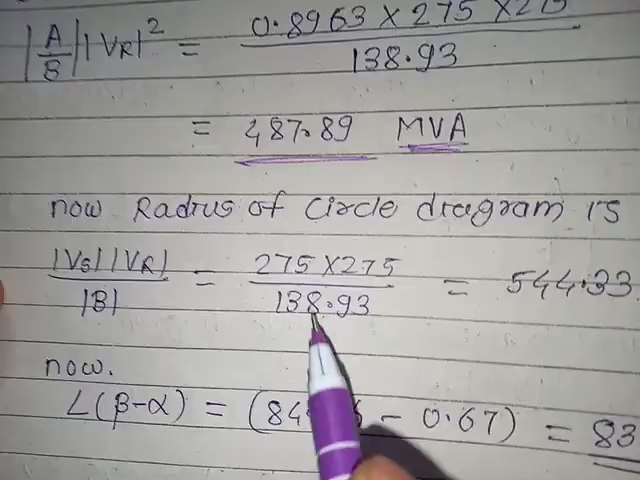 |A/B| |VR|² = 0.8963 X 275 X 275 / 138.93
= 487.89 MVA
now Radius of Circle diagram is
|Vs| |VR| / |B| = 275 X 275 / 138.93 = 544.33
now.
∠(β-α) = ( - 0.67) = 83